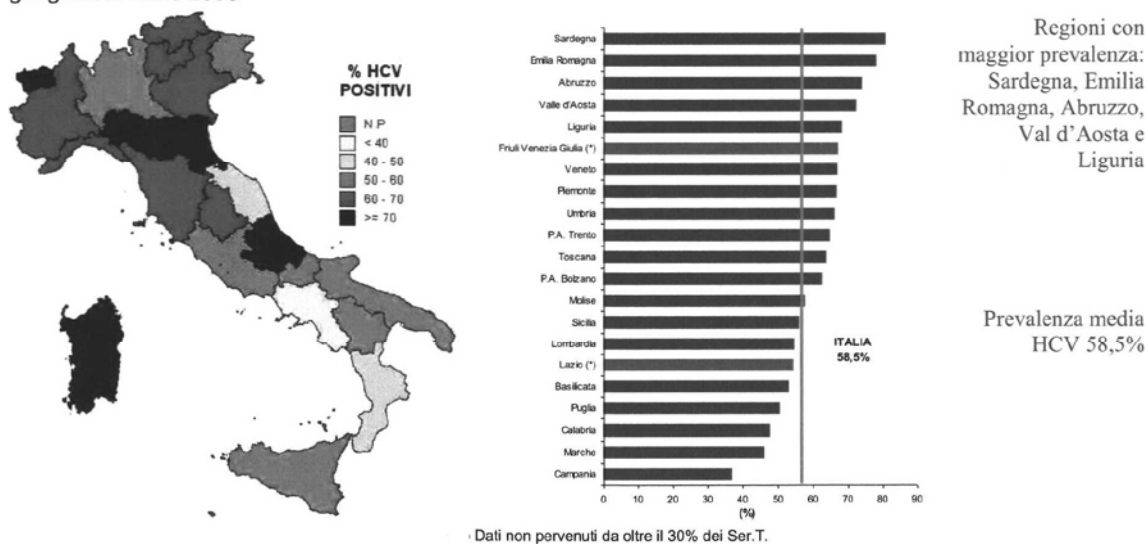 % HCV
POSITIVI
N.P
< 40
40 - 50
50 - 60
60 - 70
>= 70
Sardegna
Emilia Romagna
Abruzzo
Valle d'Aosta
Liguria
Friuli Venezia Giulia (*)
Veneto
Piemonte
Umbria
P.A. Trento
Toscana
P.A. Bolzano
Molise
Sicilia
Lombardia
Lazio (*)
Basilicata
Puglia
Calabria
Marche
Campania
ITALIA
58,5%
0 10 20 30 40 50 60 70 80 90
(%)
Dati non pervenuti da oltre il 30% dei Ser.T.
Regioni con
maggior prevalenza:
Sardegna, Emilia
Romagna, Abruzzo,
Val d'Aosta e
Liguria
Prevalenza media
HCV 58,5%